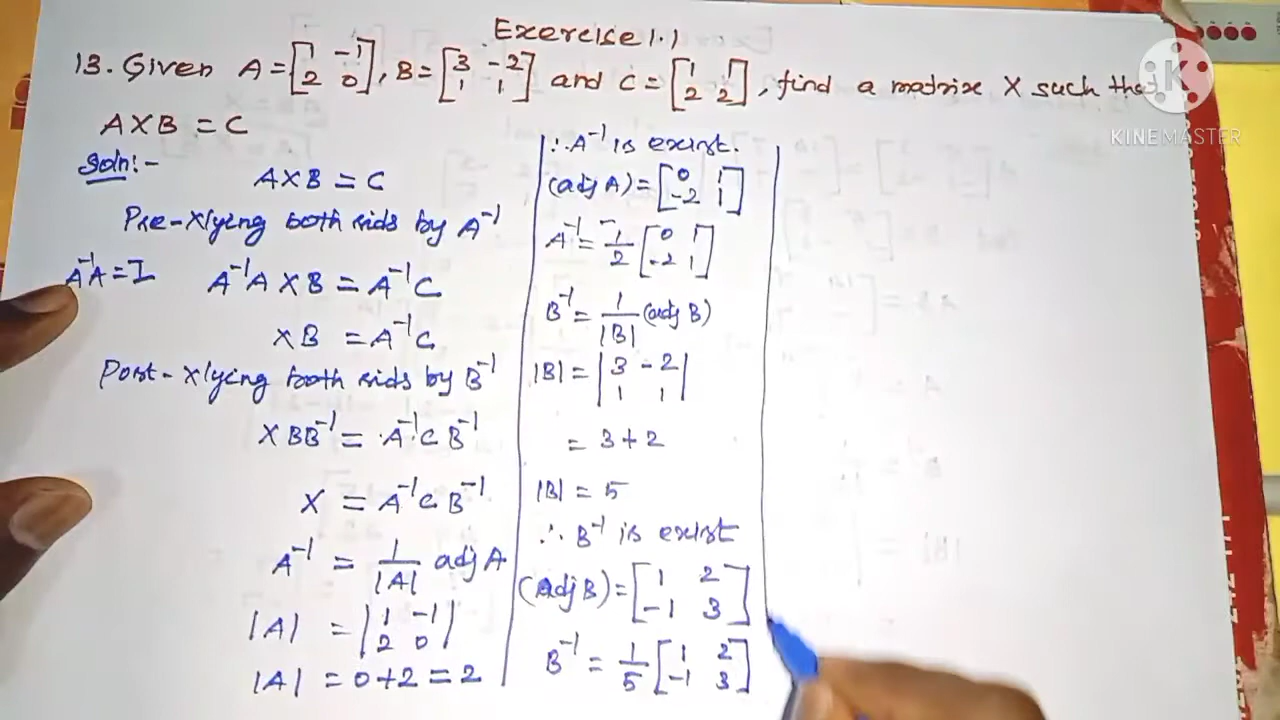 Exercise 1.1
13. Given A = [1 -1 2 0], B = [3 -2 1 1] and C = [1 1 2 2], find a matrix X such tha
AXB = C
Soln:-
AXB = C
Pre-Xlying both sids by A⁻¹
A⁻¹A = I A⁻¹A XB = A⁻¹C
XB = A⁻¹C
Post-Xlying both sids by B⁻¹
XBB⁻¹ = A⁻¹C B⁻¹
X = A⁻¹C B⁻¹
A⁻¹ = 1/|A| adj A
|A| = |1 -1 2 0|
|A| = 0+2 = 2
∴ A⁻¹ is exist.
(adj A) = [0 1 -2 1]
A⁻¹ = 1/2 [0 1 -2 1]
B⁻¹ = 1/|B| (adj B)
|B| = |3 -2 1 1|
= 3+2
|B| = 5
∴ B⁻¹ is exist
(Adj B) = [1 2 -1 3]
B⁻¹ = 1/5 [1 2 -1 3]
K
KINEMASTER